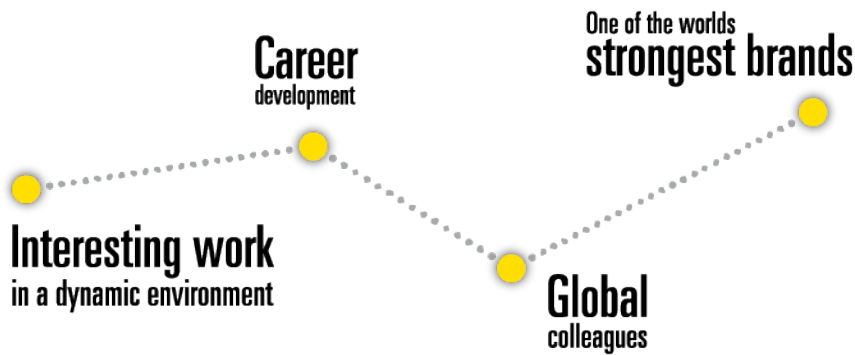 Interesting work
in a dynamic environment
Career
development
Global
colleagues
One of the worlds
strongest brands